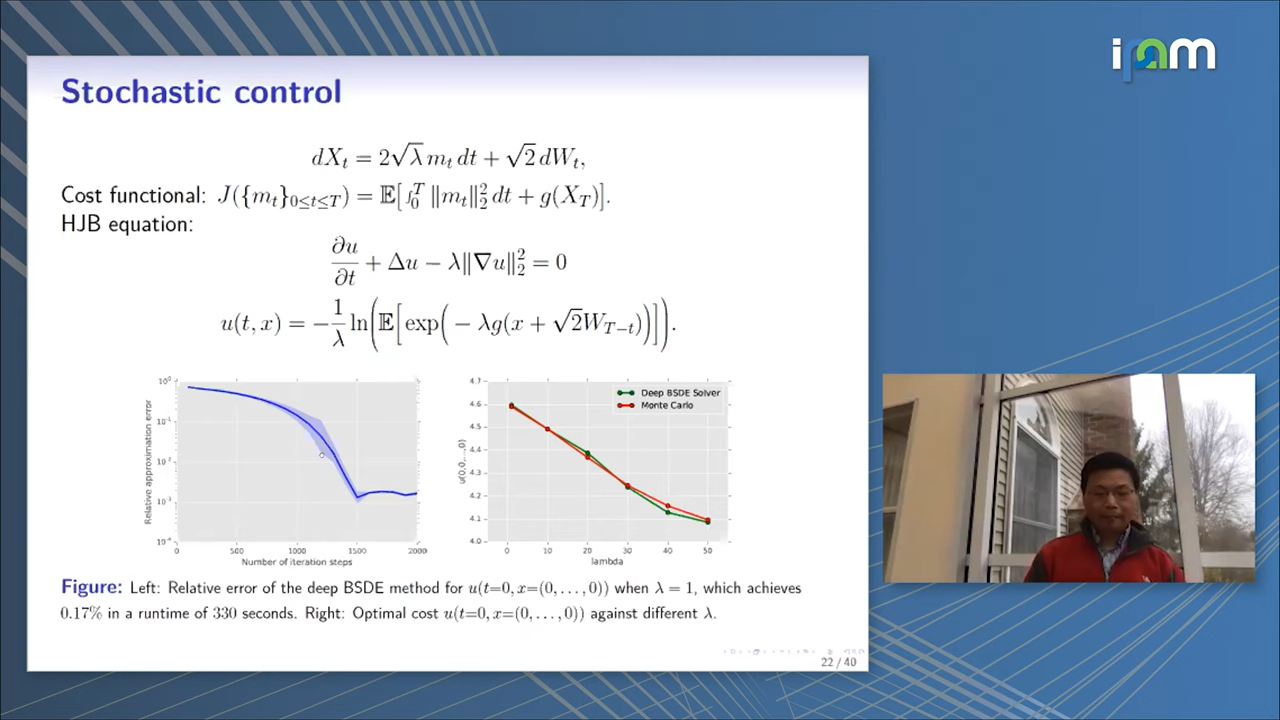 ipam
Stochastic control
dX_t = 2√λ m_t dt + √2 dW_t,
Cost functional: J({m_t}_{0≤t≤T}) = 𝔼[∫_0^T ‖m_t‖_2^2 dt + g(X_T)].
HJB equation:
∂u/∂t + Δu − λ‖∇u‖_2^2 = 0
u(t, x) = −1/λ ln(𝔼[exp(− λg(x + √2W_{T−t}))]).
10^0
10^-1
10^-2
10^-3
10^-4
Relative approximation error
0 500 1000 1500 2000
Number of iteration steps
4.7
4.6
4.5
4.4
4.3
4.2
4.1
4.0
u(0,0,...,0)
Deep BSDE Solver
Monte Carlo
0 10 20 30 40 50
lambda
Figure: Left: Relative error of the deep BSDE method for u(t=0, x=(0, . . . , 0)) when λ = 1, which achieves
0.17% in a runtime of 330 seconds. Right: Optimal cost u(t=0, x=(0, . . . , 0)) against different λ.
22 / 40